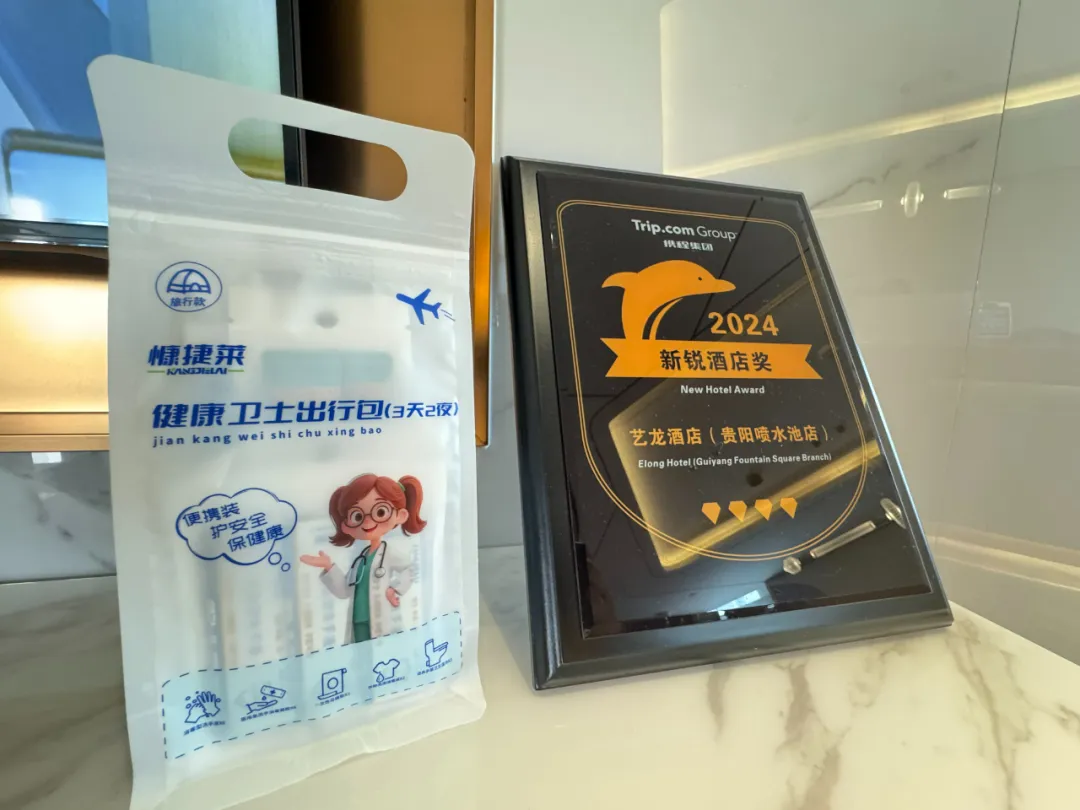 旅行款
慷捷莱
KANJIELAI
健康卫士出行包(3天2夜)
jian kang wei shi chu xing bao
便携装
护安全
保健康
Trip.com Group
携程集团
2024
新锐酒店奖
New Hotel Award
艺龙酒店（贵阳喷水池店）
Elong Hotel (Guiyang Fountain Square Branch)